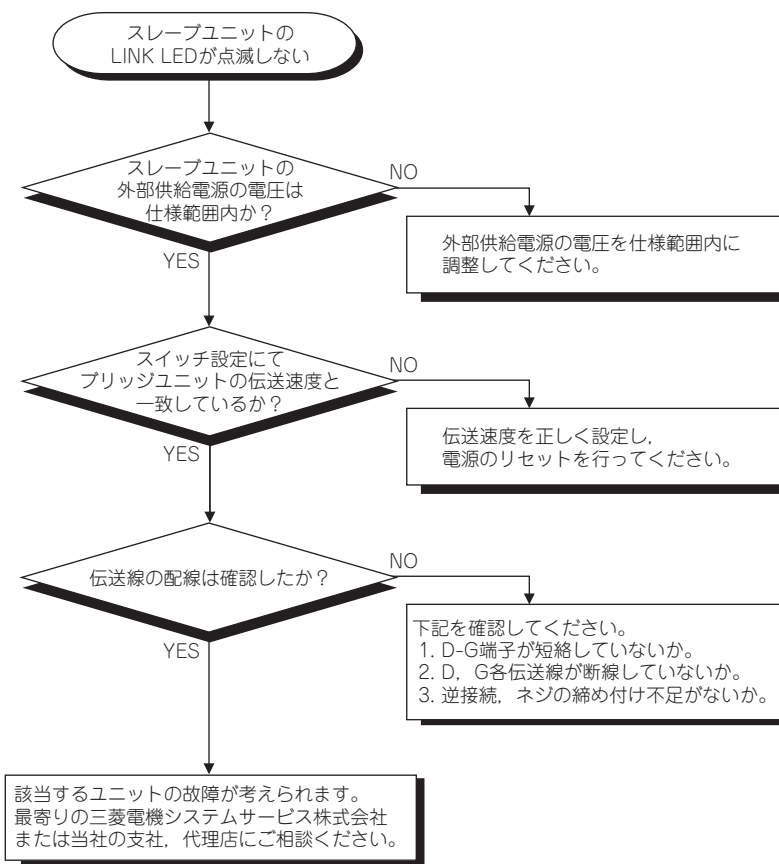 スレーブユニットの
LINK LEDが点滅しない
スレーブユニットの
外部供給電源の電圧は
仕様範囲内か？
NO
外部供給電源の電圧を仕様範囲内に
調整してください。
YES
スイッチ設定にて
ブリッジユニットの伝送速度と
一致しているか？
NO
伝送速度を正しく設定し，
電源のリセットを行ってください。
YES
伝送線の配線は確認したか？
NO
下記を確認してください。
1. D-G端子が短絡していないか。
2. D，G各伝送線が断線していないか。
3. 逆接続，ネジの締め付け不足がないか。
YES
該当するユニットの故障が考えられます。
最寄りの三菱電機システムサービス株式会社
または当社の支社，代理店にご相談ください。